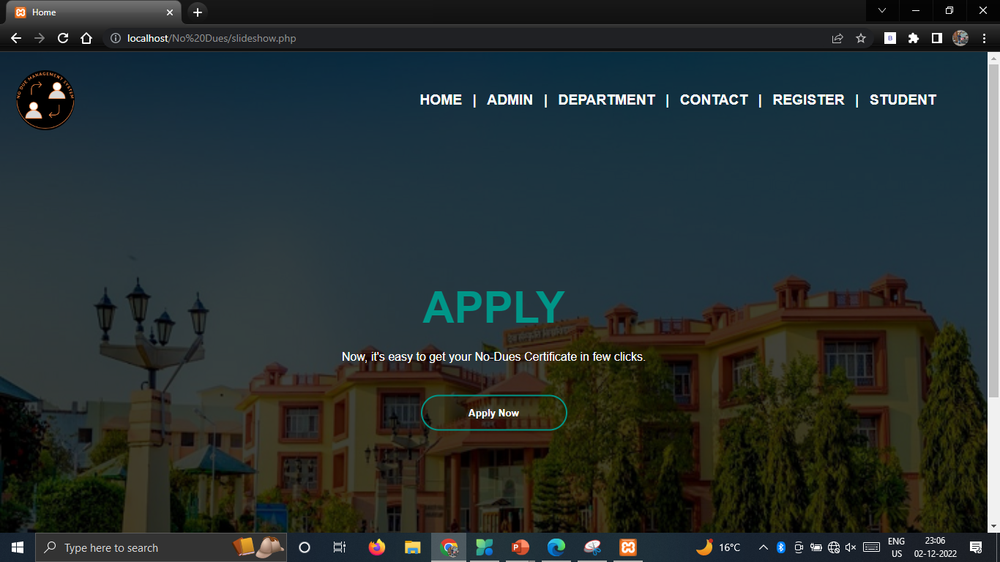 Home
localhost/No%20Dues/slideshow.php
B
NO DUE MANAGEMENT SYSTEM
HOME | ADMIN | DEPARTMENT | CONTACT | REGISTER | STUDENT
APPLY
Now, it's easy to get your No-Dues Certificate in few clicks.
Apply Now
Type here to search
16°C
ENG
US
23:06
02-12-2022